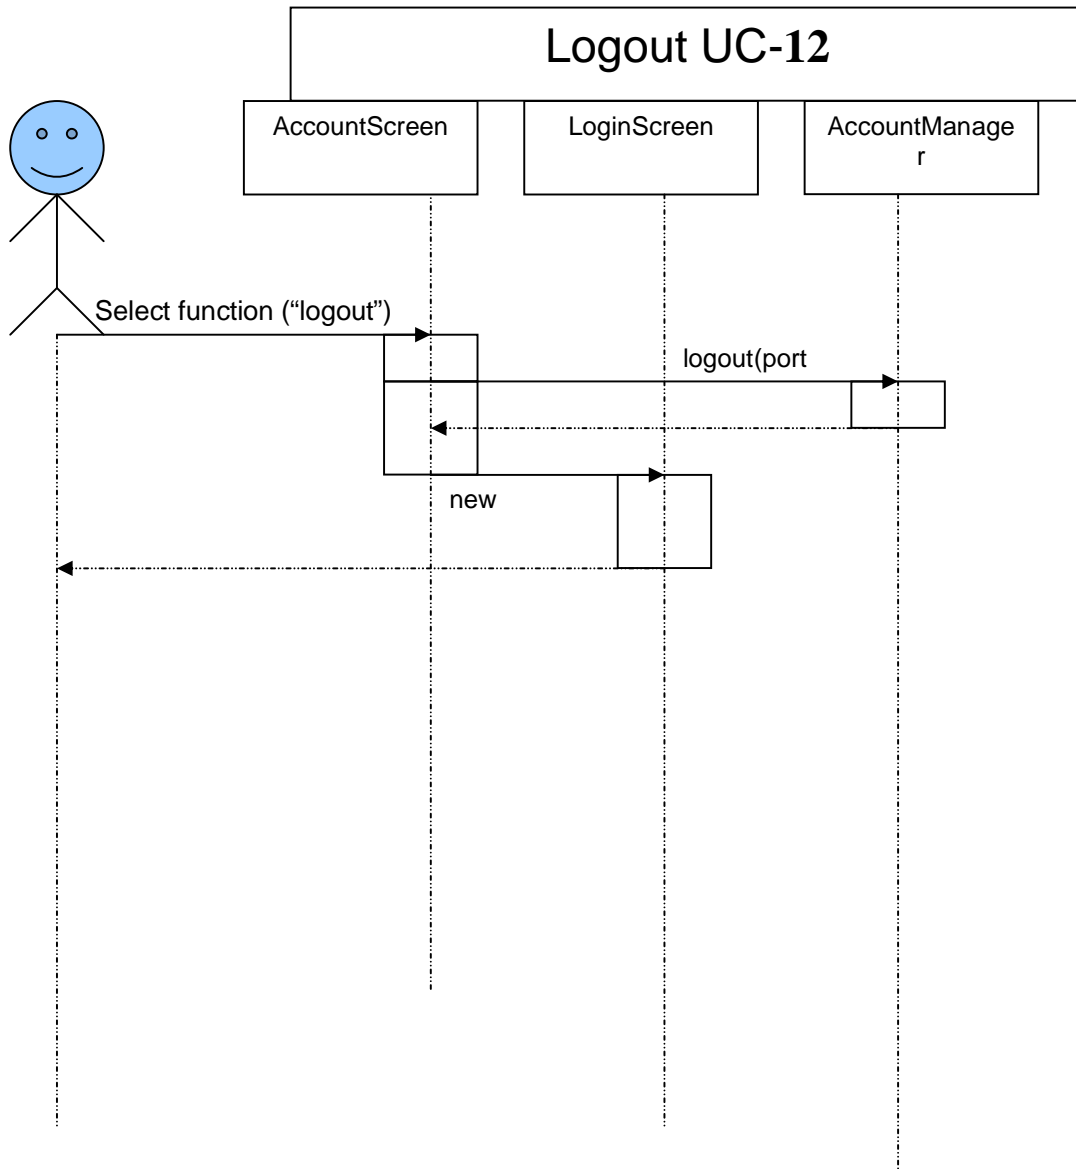 Logout UC-12
AccountScreen
LoginScreen
AccountManage
r
Select function (“logout”)
logout(port
new